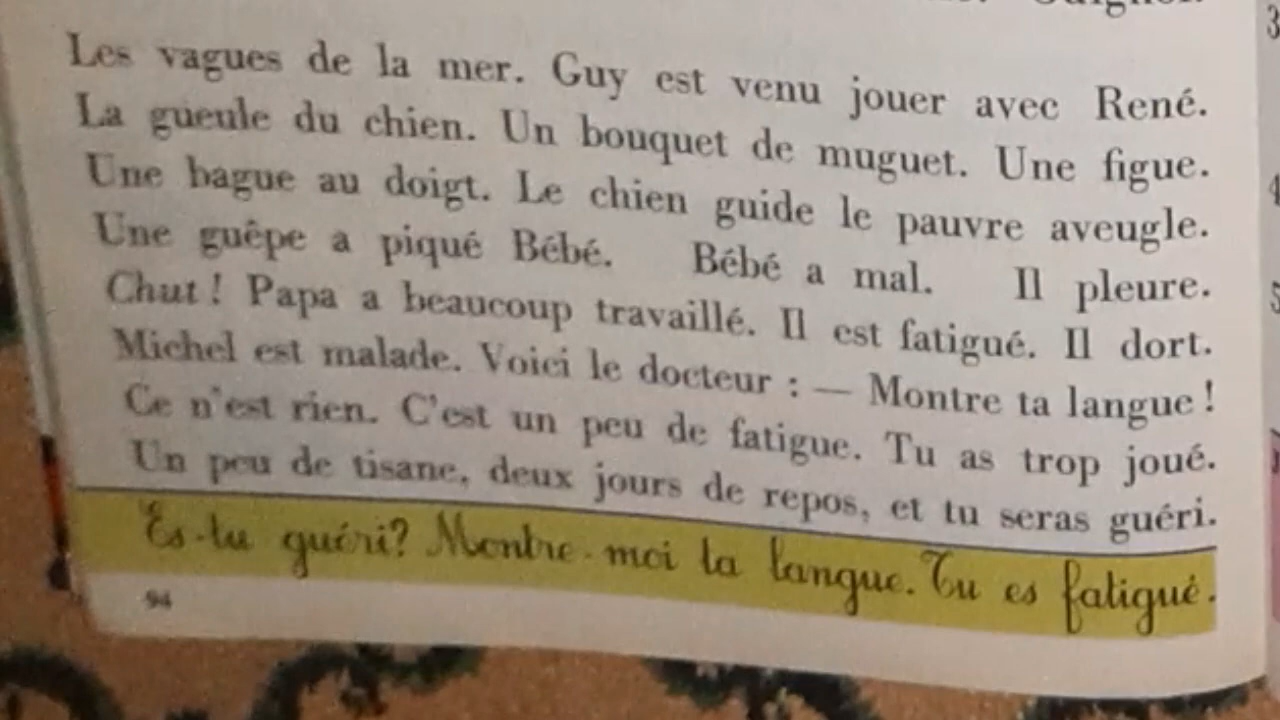 Les vagues de la mer. Guy est venu jouer avec René.
La gueule du chien. Un bouquet de muguet. Une figue.
Une bague au doigt. Le chien guide le pauvre aveugle.
Une guêpe a piqué Bébé. Bébé a mal. Il pleure.
Chut ! Papa a beaucoup travaillé. Il est fatigué. Il dort.
Michel est malade. Voici le docteur : — Montre ta langue !
Ce n'est rien. C'est un peu de fatigue. Tu as trop joué.
Un peu de tisane, deux jours de repos, et tu seras guéri.
Es-tu guéri? Montre-moi ta langue. Tu es fatigué.
94